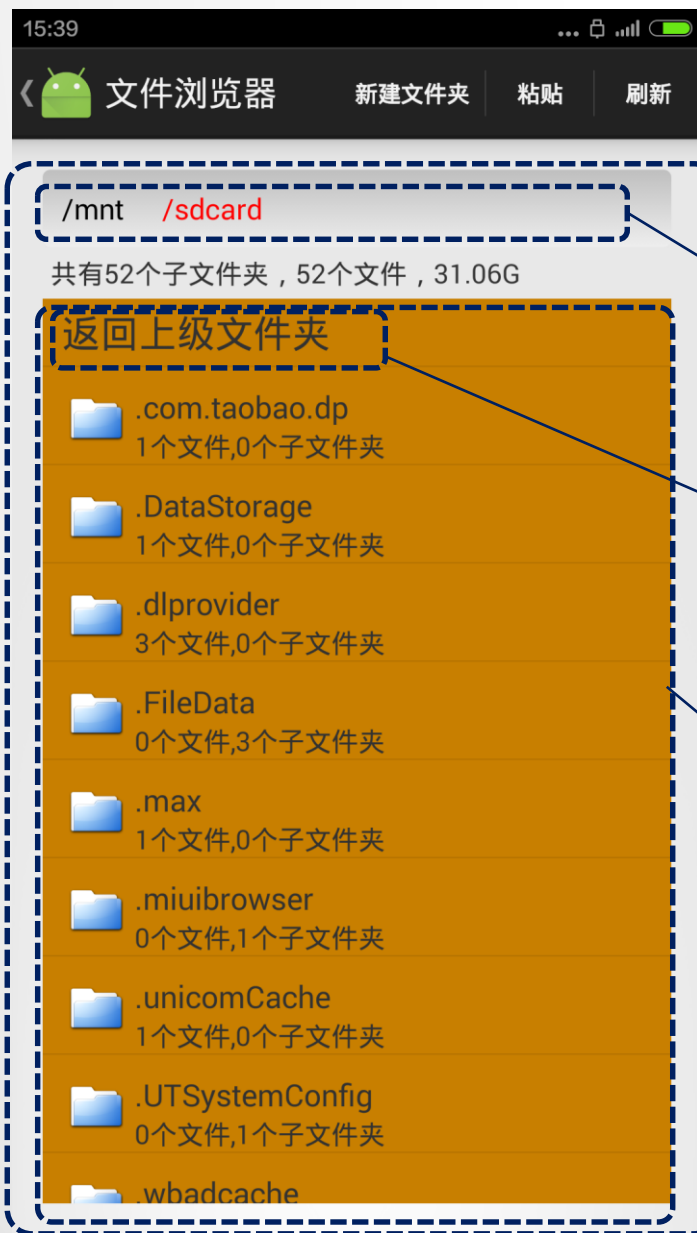 15:39
文件浏览器 新建文件夹 粘贴 刷新
/mnt /sdcard
共有52个子文件夹，52个文件，31.06G
返回上级文件夹
.com.taobao.dp
1个文件,0个子文件夹
.DataStorage
1个文件,0个子文件夹
.dlprovider
3个文件,0个子文件夹
.FileData
0个文件,3个子文件夹
.max
1个文件,0个子文件夹
.miuibrowser
0个文件,1个子文件夹
.unicomCache
1个文件,0个子文件夹
.UTSystemConfig
0个文件,1个子文件夹
.wbadcache